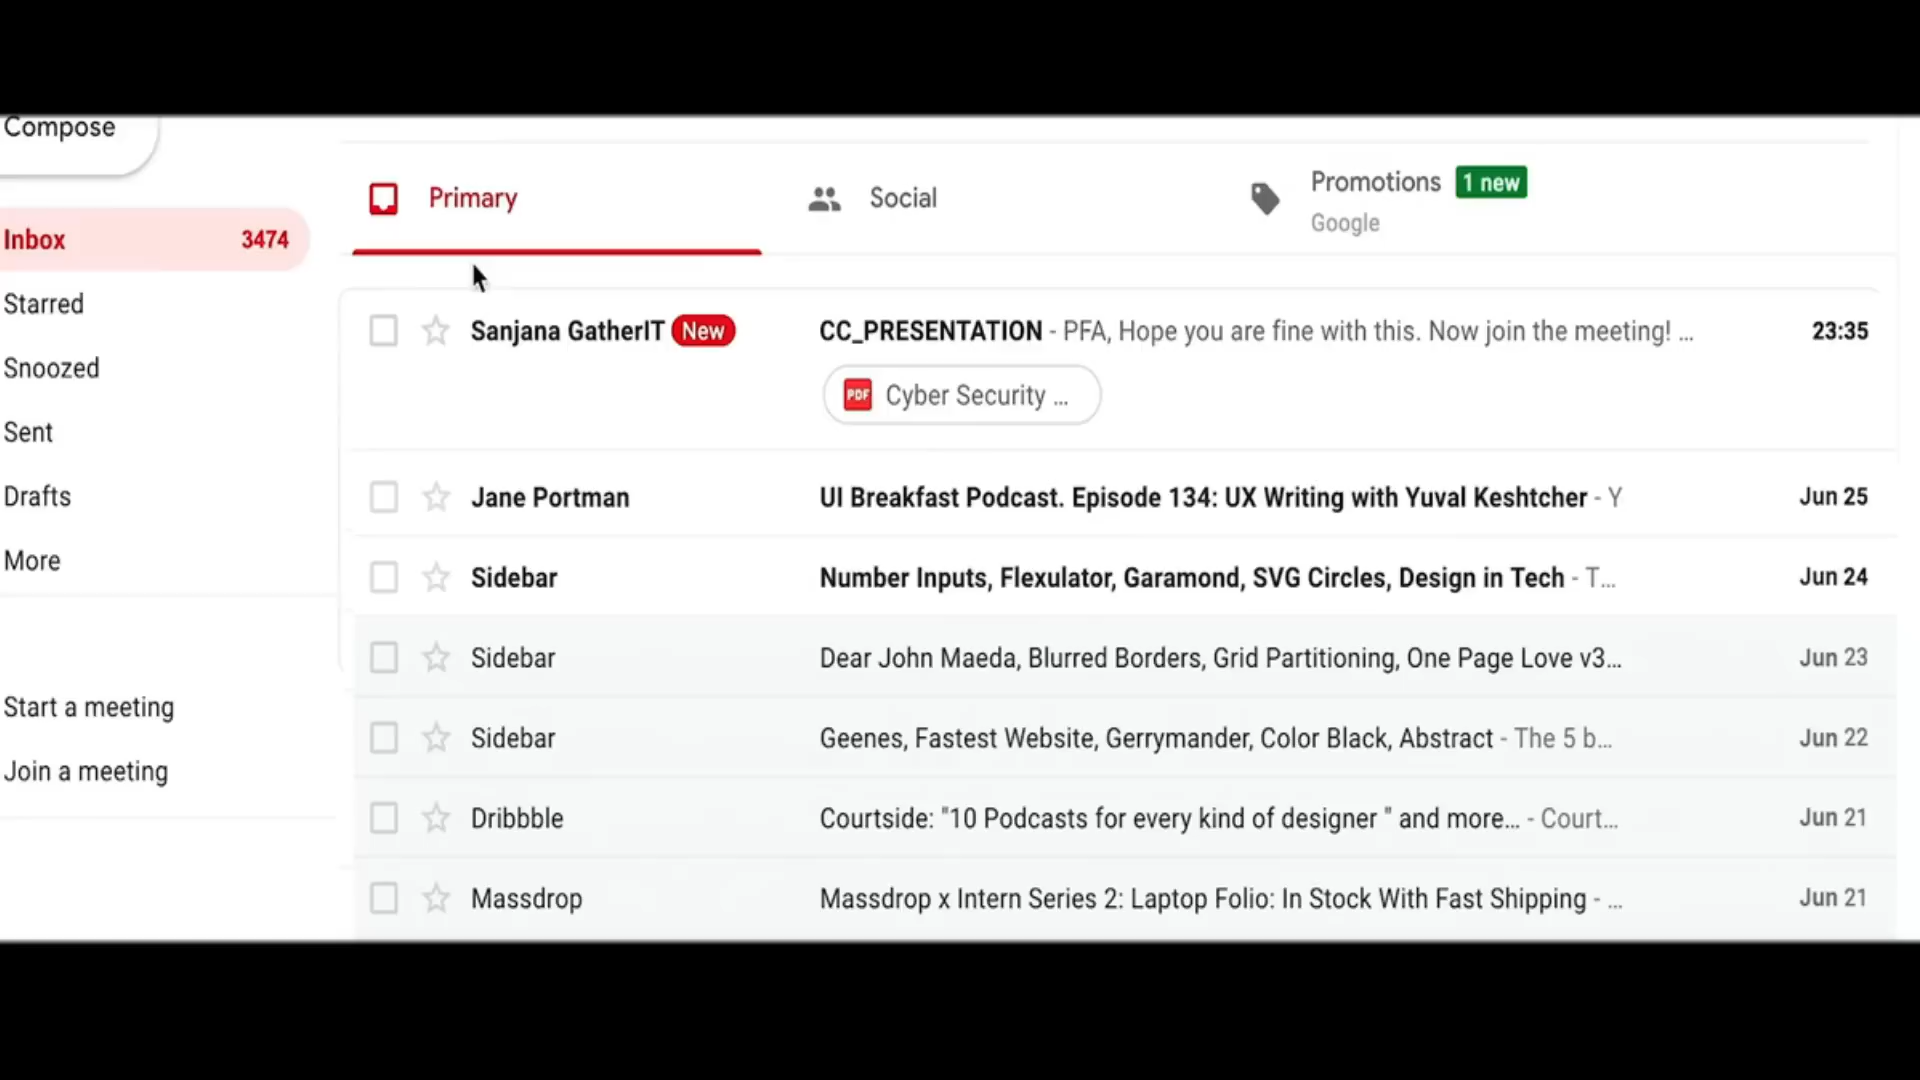 Compose
Inbox 3474
Starred
Snoozed
Sent
Drafts
More
Start a meeting
Join a meeting
Primary
Social
Promotions 1 new
Google
Sanjana GatherIT New CC_PRESENTATION - PFA, Hope you are fine with this. Now join the meeting! ... 23:35
PDF Cyber Security ...
Jane Portman UI Breakfast Podcast. Episode 134: UX Writing with Yuval Keshtcher - Y Jun 25
Sidebar Number Inputs, Flexulator, Garamond, SVG Circles, Design in Tech - T... Jun 24
Sidebar Dear John Maeda, Blurred Borders, Grid Partitioning, One Page Love v3... Jun 23
Sidebar Geenes, Fastest Website, Gerrymander, Color Black, Abstract - The 5 b... Jun 22
Dribbble Courtside: "10 Podcasts for every kind of designer " and more... - Court... Jun 21
Massdrop Massdrop x Intern Series 2: Laptop Folio: In Stock With Fast Shipping - ... Jun 21